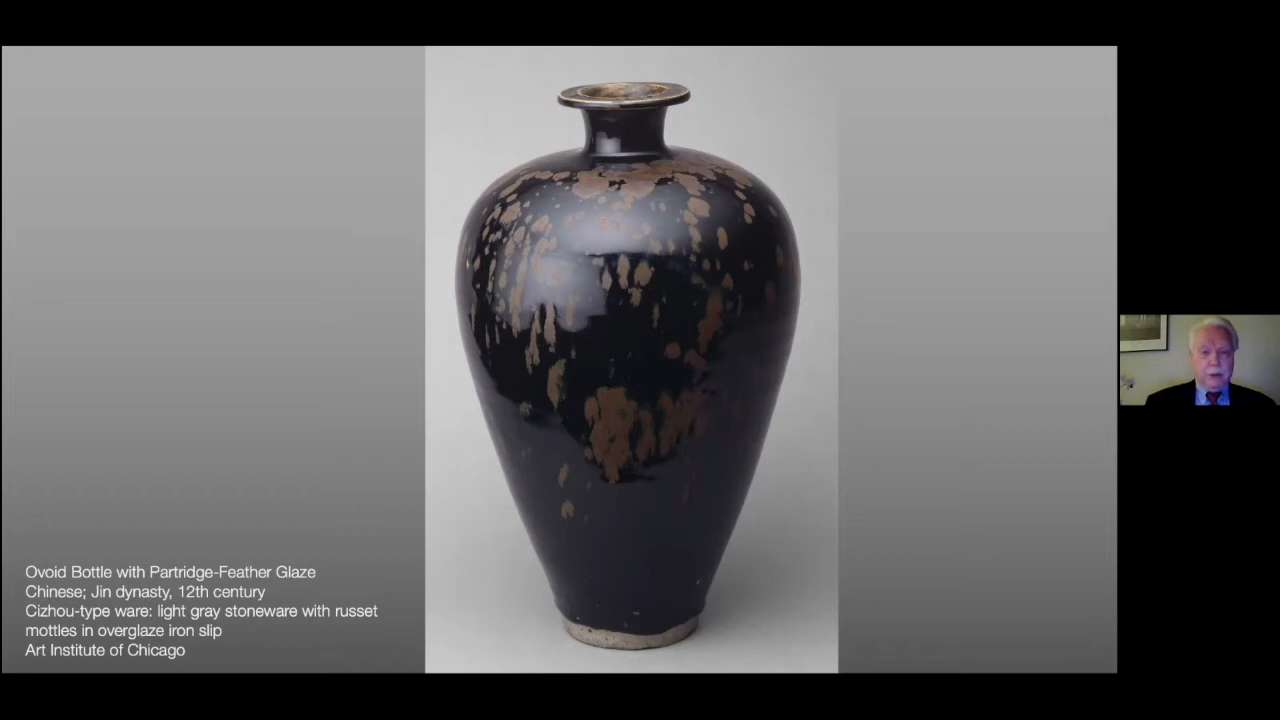 Ovoid Bottle with Partridge-Feather Glaze
Chinese; Jin dynasty, 12th century
Cizhou-type ware: light gray stoneware with russet
mottles in overglaze iron slip
Art Institute of Chicago